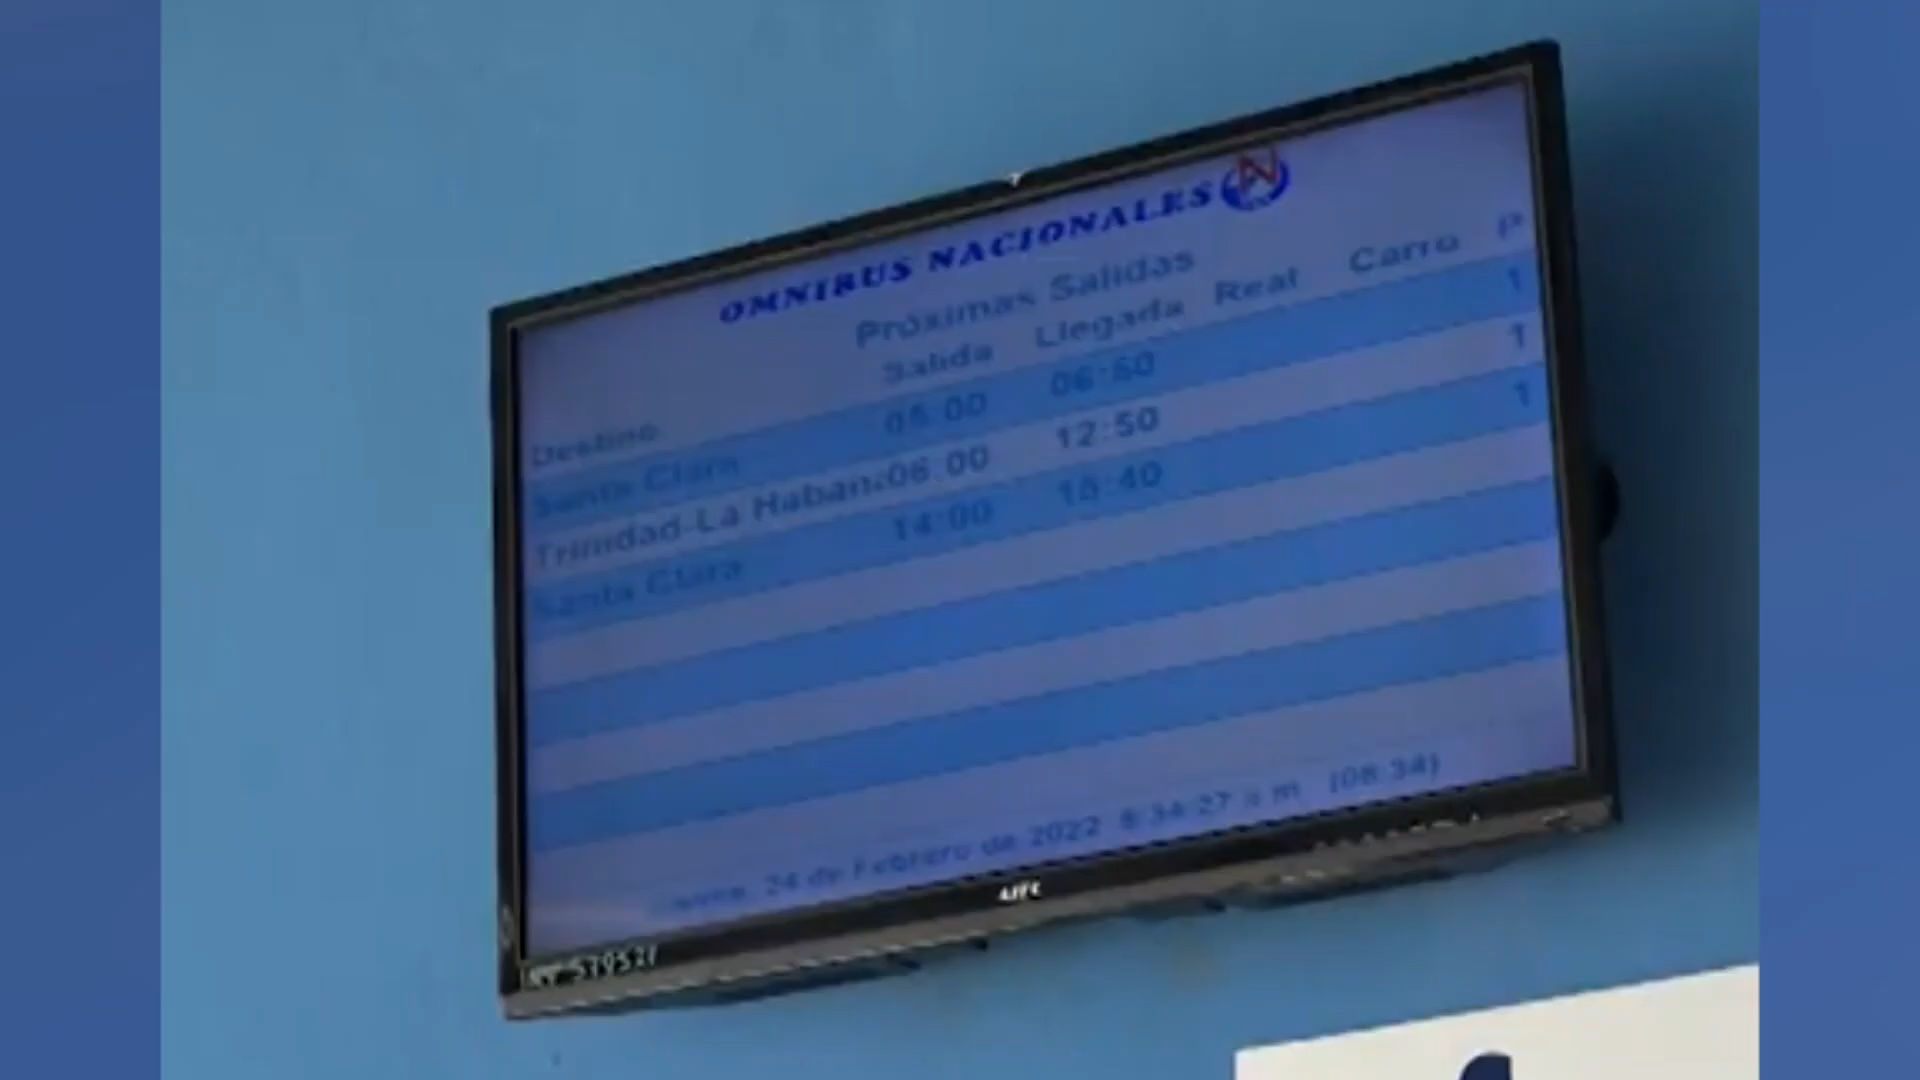 OMNIBUS NACIONALES
Próximas Salidas
Destino Salida Llegada Real Carro P
Santa Clara 05:00 06:50 1
Trinidad-La Habana 06:00 12:50 1
Santa Clara 14:00 15:40 1
24 de Febrero de 2022 8:34:27 a m (08:34)